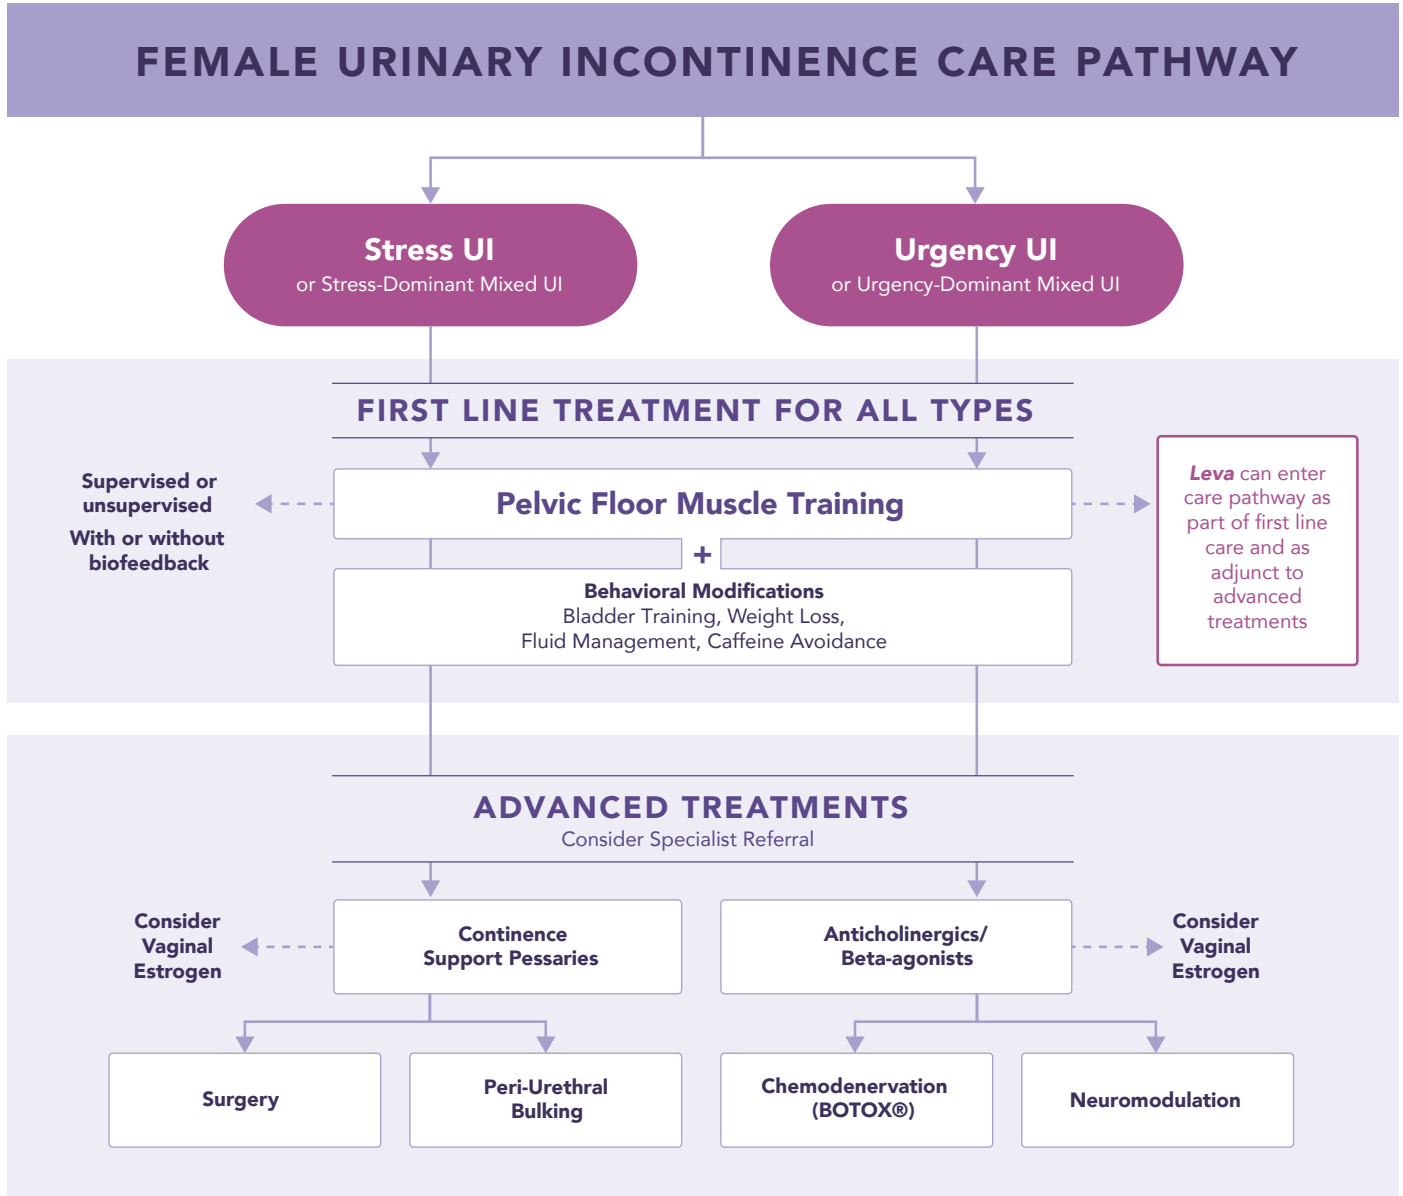 FEMALE URINARY INCONTINENCE CARE PATHWAY
Stress UI
or Stress-Dominant Mixed UI
Urgency UI
or Urgency-Dominant Mixed UI
FIRST LINE TREATMENT FOR ALL TYPES
Supervised or
unsupervised
With or without
biofeedback
Pelvic Floor Muscle Training
+
Behavioral Modifications
Bladder Training, Weight Loss,
Fluid Management, Caffeine Avoidance
Leva can enter
care pathway as
part of first line
care and as
adjunct to
advanced
treatments
ADVANCED TREATMENTS
Consider Specialist Referral
Consider
Vaginal
Estrogen
Continence
Support Pessaries
Anticholinergics/
Beta-agonists
Consider
Vaginal
Estrogen
Surgery
Peri-Urethral
Bulking
Chemodenervation
(BOTOX®)
Neuromodulation